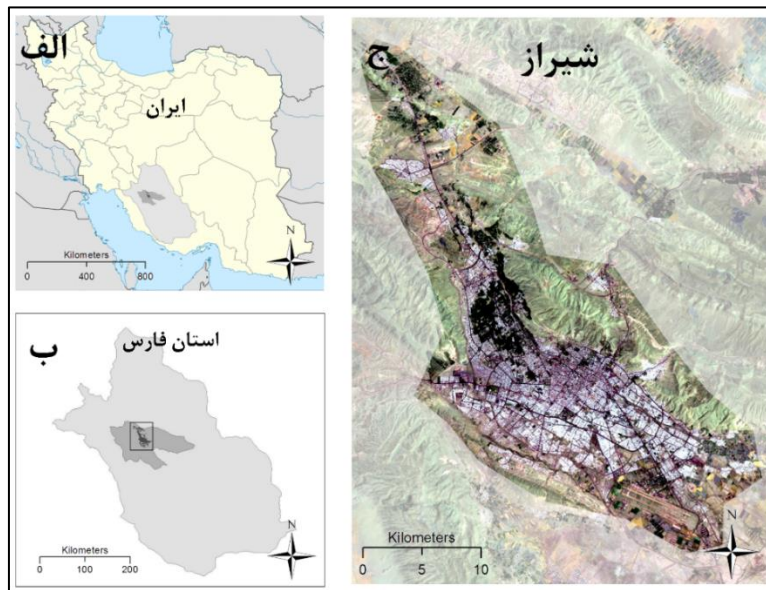 الف
ایران
N
Kilometers
0 400 800
ب
استان فارس
N
Kilometers
0 100 200
ج
شیراز
N
Kilometers
0 5 10